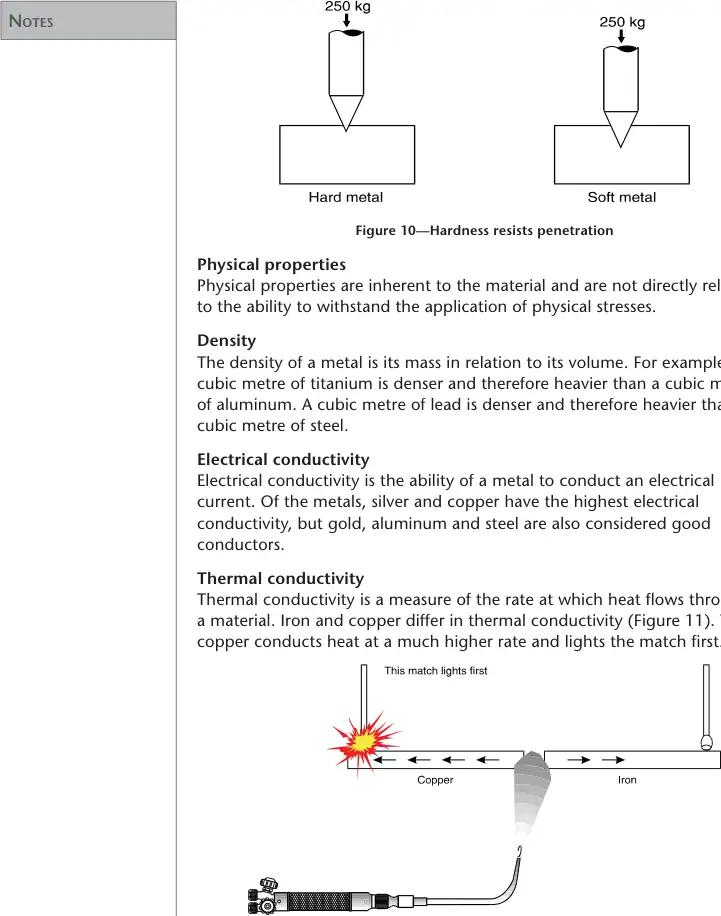 NOTES
250 kg
250 kg
Hard metal
Soft metal
Figure 10—Hardness resists penetration
Physical properties
Physical properties are inherent to the material and are not directly rel
to the ability to withstand the application of physical stresses.
Density
The density of a metal is its mass in relation to its volume. For example
cubic metre of titanium is denser and therefore heavier than a cubic m
of aluminum. A cubic metre of lead is denser and therefore heavier tha
cubic metre of steel.
Electrical conductivity
Electrical conductivity is the ability of a metal to conduct an electrical
current. Of the metals, silver and copper have the highest electrical
conductivity, but gold, aluminum and steel are also considered good
conductors.
Thermal conductivity
Thermal conductivity is a measure of the rate at which heat flows thro
a material. Iron and copper differ in thermal conductivity (Figure 11).
copper conducts heat at a much higher rate and lights the match first.
This match lights first
Copper
Iron